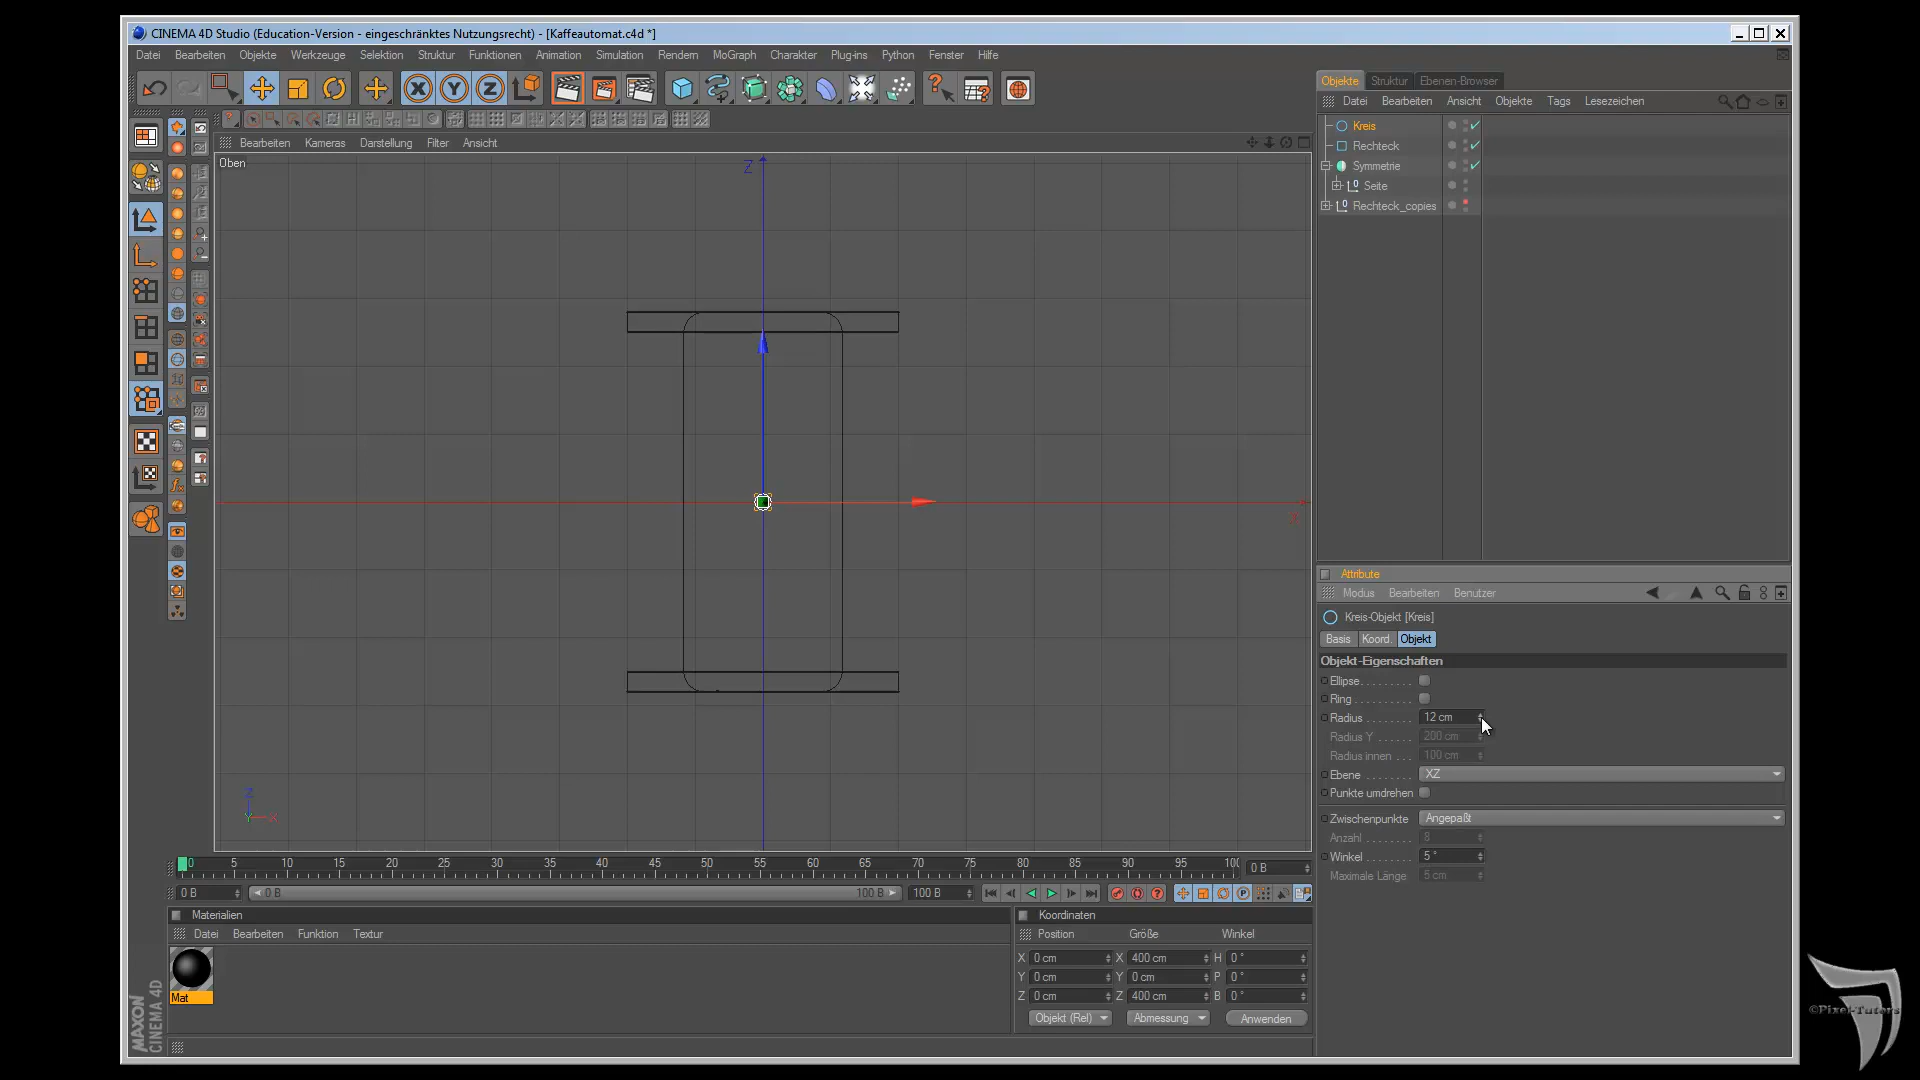 CINEMA 4D Studio (Education-Version - eingeschränktes Nutzungsrecht) - [Kaffeautomat.c4d *]
Datei Bearbeiten Objekte Werkzeuge Selektion Struktur Funktionen Animation Simulation Rendern MoGraph Charakter Plug-ins Python Fenster Hilfe
Objekte Struktur Ebenen-Browser
Datei Bearbeiten Ansicht Objekte Tags Lesezeichen
Kreis
Rechteck
Symmetrie
Seite
Rechteck_copies
Bearbeiten Kameras Darstellung Filter Ansicht
Oben
Z
X
Z
Y X
Attribute
Modus Bearbeiten Benutzer
Kreis-Objekt [Kreis]
Basis Koord. Objekt
Objekt-Eigenschaften
Ellipse
Ring
Radius 12 cm
Radius Y 200 cm
Radius innen 100 cm
Ebene XZ
Punkte umdrehen
Zwischenpunkte Angepaßt
Anzahl 8
Winkel 5 °
Maximale Länge 5 cm
0 5 10 15 20 25 30 35 40 45 50 55 60 65 70 75 80 85 90 95 100 0 B
0 B 0 B 100 B 100 B
Materialien
Datei Bearbeiten Funktion Textur
Mat
Koordinaten
Position Größe Winkel
X 0 cm X 400 cm H 0 °
Y 0 cm Y 0 cm P 0 °
Z 0 cm Z 400 cm B 0 °
Objekt (Rel) Abmessung Anwenden
MAXON
CINEMA 4D
©Pixel-Tutors